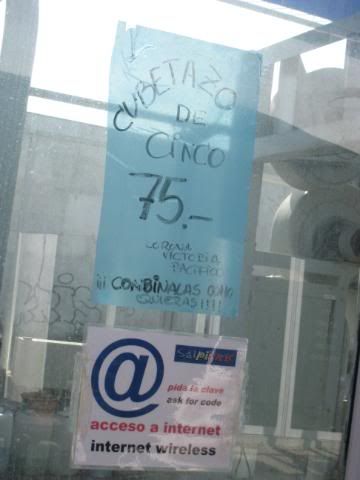 CUBETAZO
DE
CINCO
75.-
CORONA
VICTORIA
PACIFICO
¡¡¡ COMBINALAS COMO
QUIERAS!!!!
@
pida la clave
ask for code
acceso a internet
internet wireless